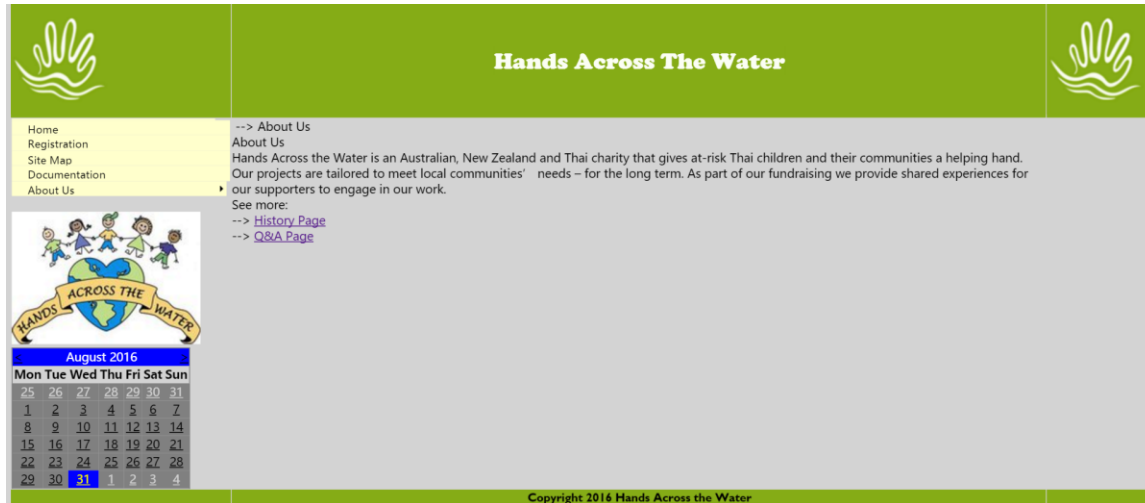 Hands Across The Water
Home
Registration
Site Map
Documentation
About Us
--> About Us
About Us
Hands Across the Water is an Australian, New Zealand and Thai charity that gives at-risk Thai children and their communities a helping hand.
Our projects are tailored to meet local communities' needs – for the long term. As part of our fundraising we provide shared experiences for
our supporters to engage in our work.
See more:
--> History Page
--> Q&A Page
HANDS ACROSS THE WATER
< August 2016 >
Mon Tue Wed Thu Fri Sat Sun
25 26 27 28 29 30 31
1 2 3 4 5 6 7
8 9 10 11 12 13 14
15 16 17 18 19 20 21
22 23 24 25 26 27 28
29 30 31 1 2 3 4
Copyright 2016 Hands Across the Water